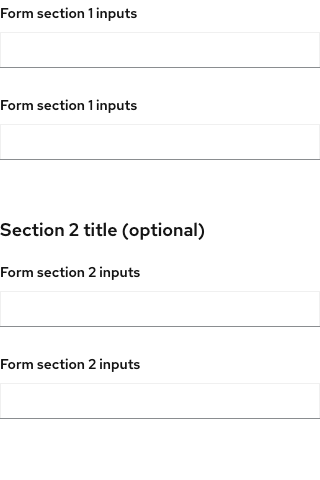 Form section 1 inputs
Form section 1 inputs
Section 2 title (optional)
Form section 2 inputs
Form section 2 inputs